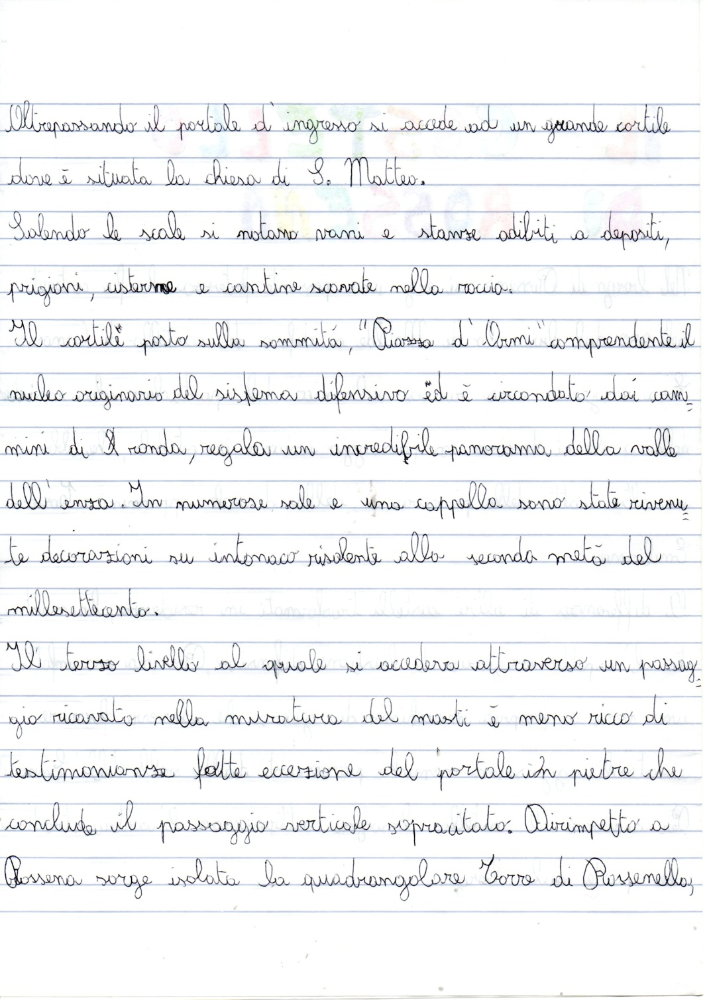 Oltrepassando il portale d'ingresso si accede ad un grande cortile
dove è situata la chiesa di S. Matteo.
Salendo le scale si notano vani e stanze adibiti a depositi,
prigioni, cisterne e cantine scavate nella roccia.
Il cortile posto sulla sommità, "Piazza d'Armi" comprendente il
nucleo originario del sistema difensivo ed è circondato dai cam=
mini di ronda, regala un incredibile panorama della valle
dell'enza. In numerose sale e una cappella sono state rivenu=
te decorazioni su intonaco risalente alla seconda metà del
millesettecento.
Il terzo livello al quale si accedeva attraverso un passag=
gio ricavato nella muratura del masti è meno ricco di
testimonianze fatte eccezione del portale in pietre che
conclude il passaggio verticale sopracitato. Dirimpetto a
Rossena sorge isolata la quadrangolare Torre di Rossenella,